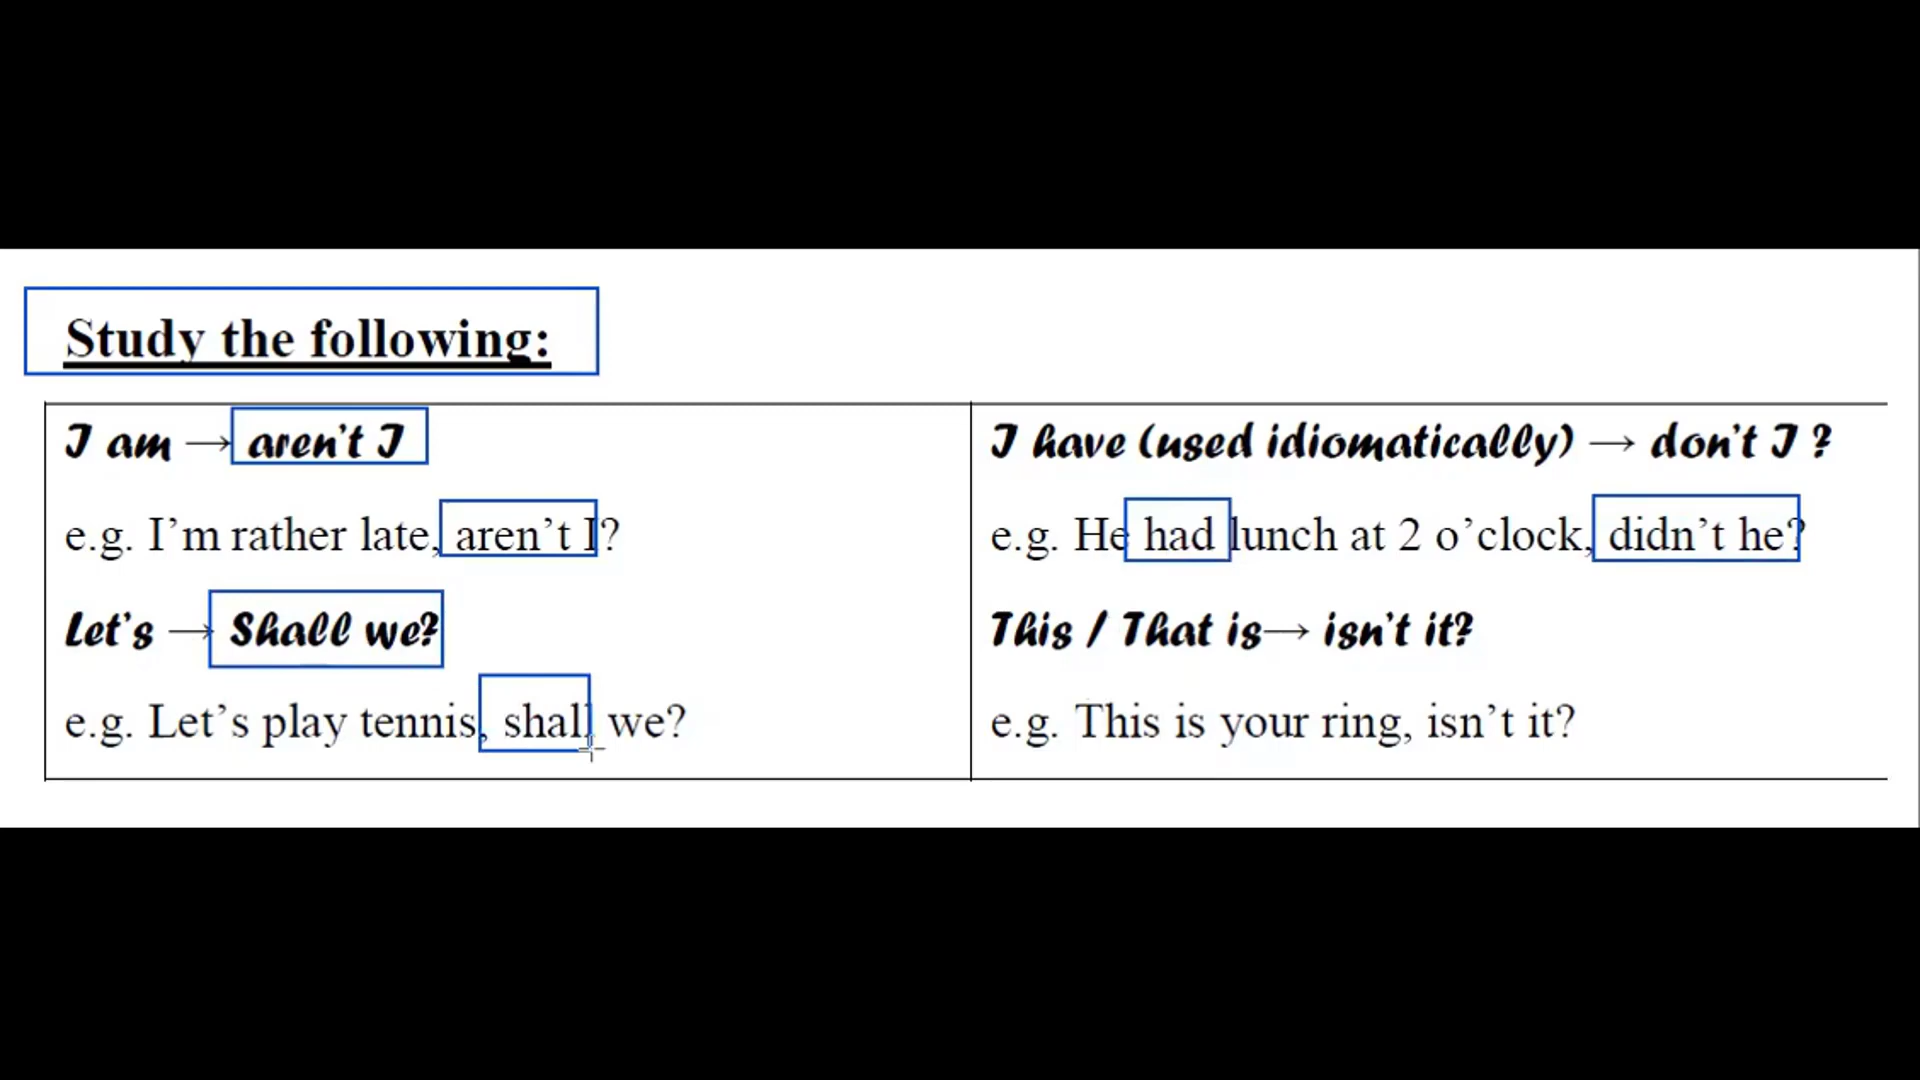 Study the following:
I am → aren't I
e.g. I'm rather late, aren't I?
Let's → Shall we?
e.g. Let's play tennis, shall we?
I have (used idiomatically) → don't I ?
e.g. He had lunch at 2 o'clock, didn't he?
This / That is→ isn't it?
e.g. This is your ring, isn't it?